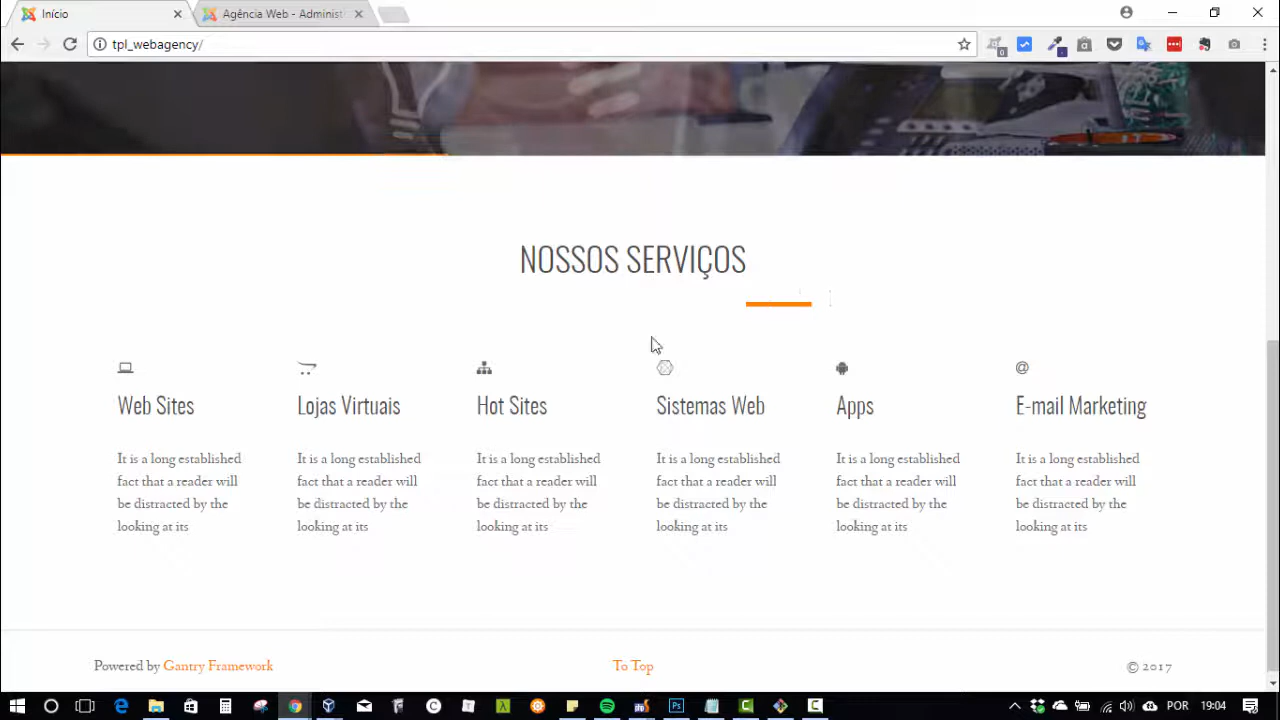 Início
Agência Web - Administ
tpl_webagency/
NOSSOS SERVIÇOS
Web Sites
Lojas Virtuais
Hot Sites
Sistemas Web
Apps
E-mail Marketing
It is a long established
fact that a reader will
be distracted by the
looking at its
It is a long established
fact that a reader will
be distracted by the
looking at its
It is a long established
fact that a reader will
be distracted by the
looking at its
It is a long established
fact that a reader will
be distracted by the
looking at its
It is a long established
fact that a reader will
be distracted by the
looking at its
It is a long established
fact that a reader will
be distracted by the
looking at its
Powered by Gantry Framework
To Top
© 2017
POR
19:04